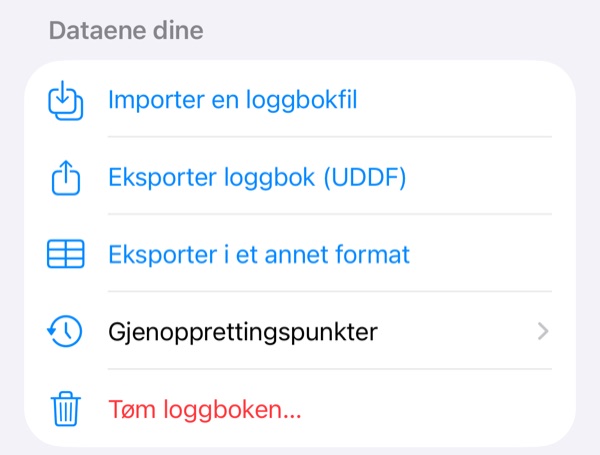 Dataene dine
Importer en loggbokfil
Eksporter loggbok (UDDF)
Eksporter i et annet format
Gjenopprettingspunkter
Tøm loggboken...